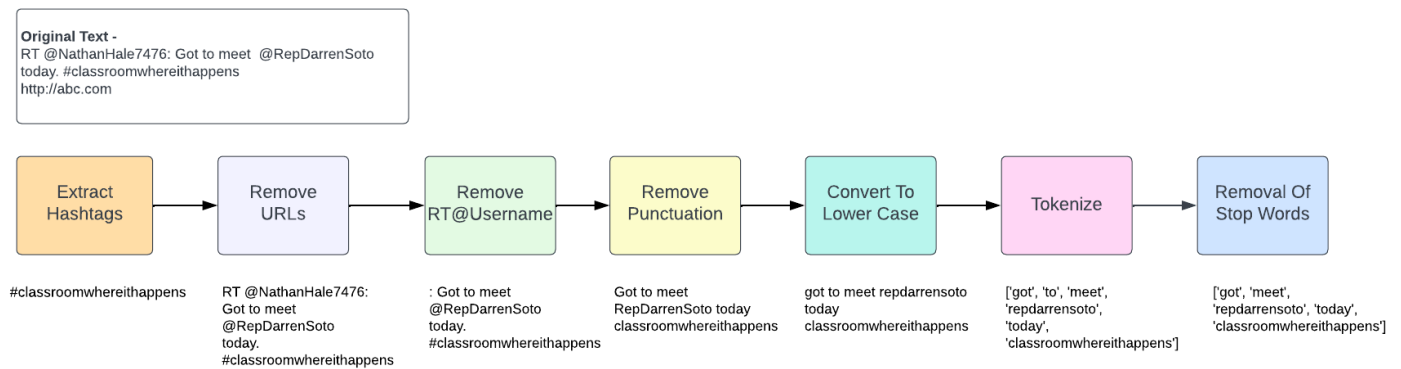 Original Text -
RT @NathanHale7476: Got to meet  @RepDarrenSoto
today. #classroomwhereithappens
http://abc.com
Extract
Hashtags
Remove
URLs
Remove
RT@Username
Remove
Punctuation
Convert To
Lower Case
Tokenize
Removal Of
Stop Words
#classroomwhereithappens
RT @NathanHale7476:
Got to meet
@RepDarrenSoto
today.
#classroomwhereithappens
: Got to meet
@RepDarrenSoto
today.
#classroomwhereithappens
Got to meet
RepDarrenSoto today
classroomwhereithappens
got to meet repdarrensoto
today
classroomwhereithappens
['got', 'to', 'meet',
'repdarrensoto',
'today',
'classroomwhereithappens']
['got', 'meet',
'repdarrensoto', 'today',
'classroomwhereithappens']